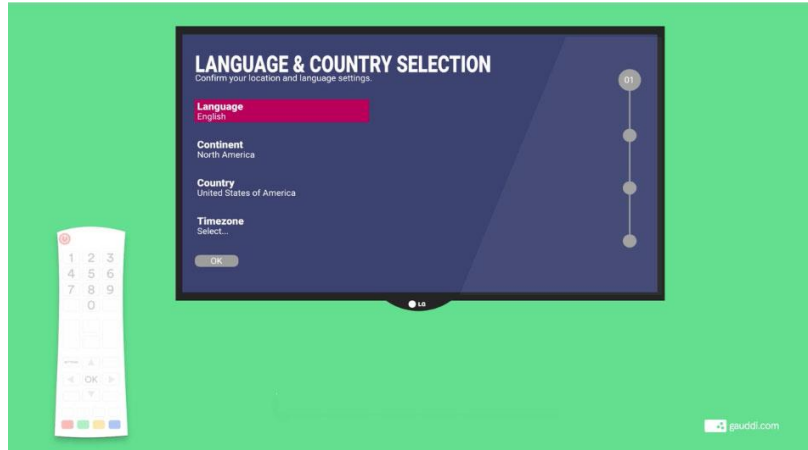 LANGUAGE & COUNTRY SELECTION
Confirm your location and language settings.
01
Language
English
Continent
North America
Country
United States of America
Timezone
Select...
OK
LG
1 2 3
4 5 6
7 8 9
0
OK
gauddi.com